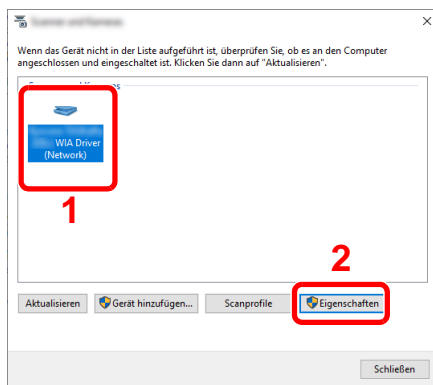 Wenn das Gerät nicht in der Liste aufgeführt ist, überprüfen Sie, ob es an den Computer
angeschlossen und eingeschaltet ist. Klicken Sie dann auf "Aktualisieren".
WIA Driver
(Network)
1
2
Aktualisieren Gerät hinzufügen... Scanprofile Eigenschaften
Schließen